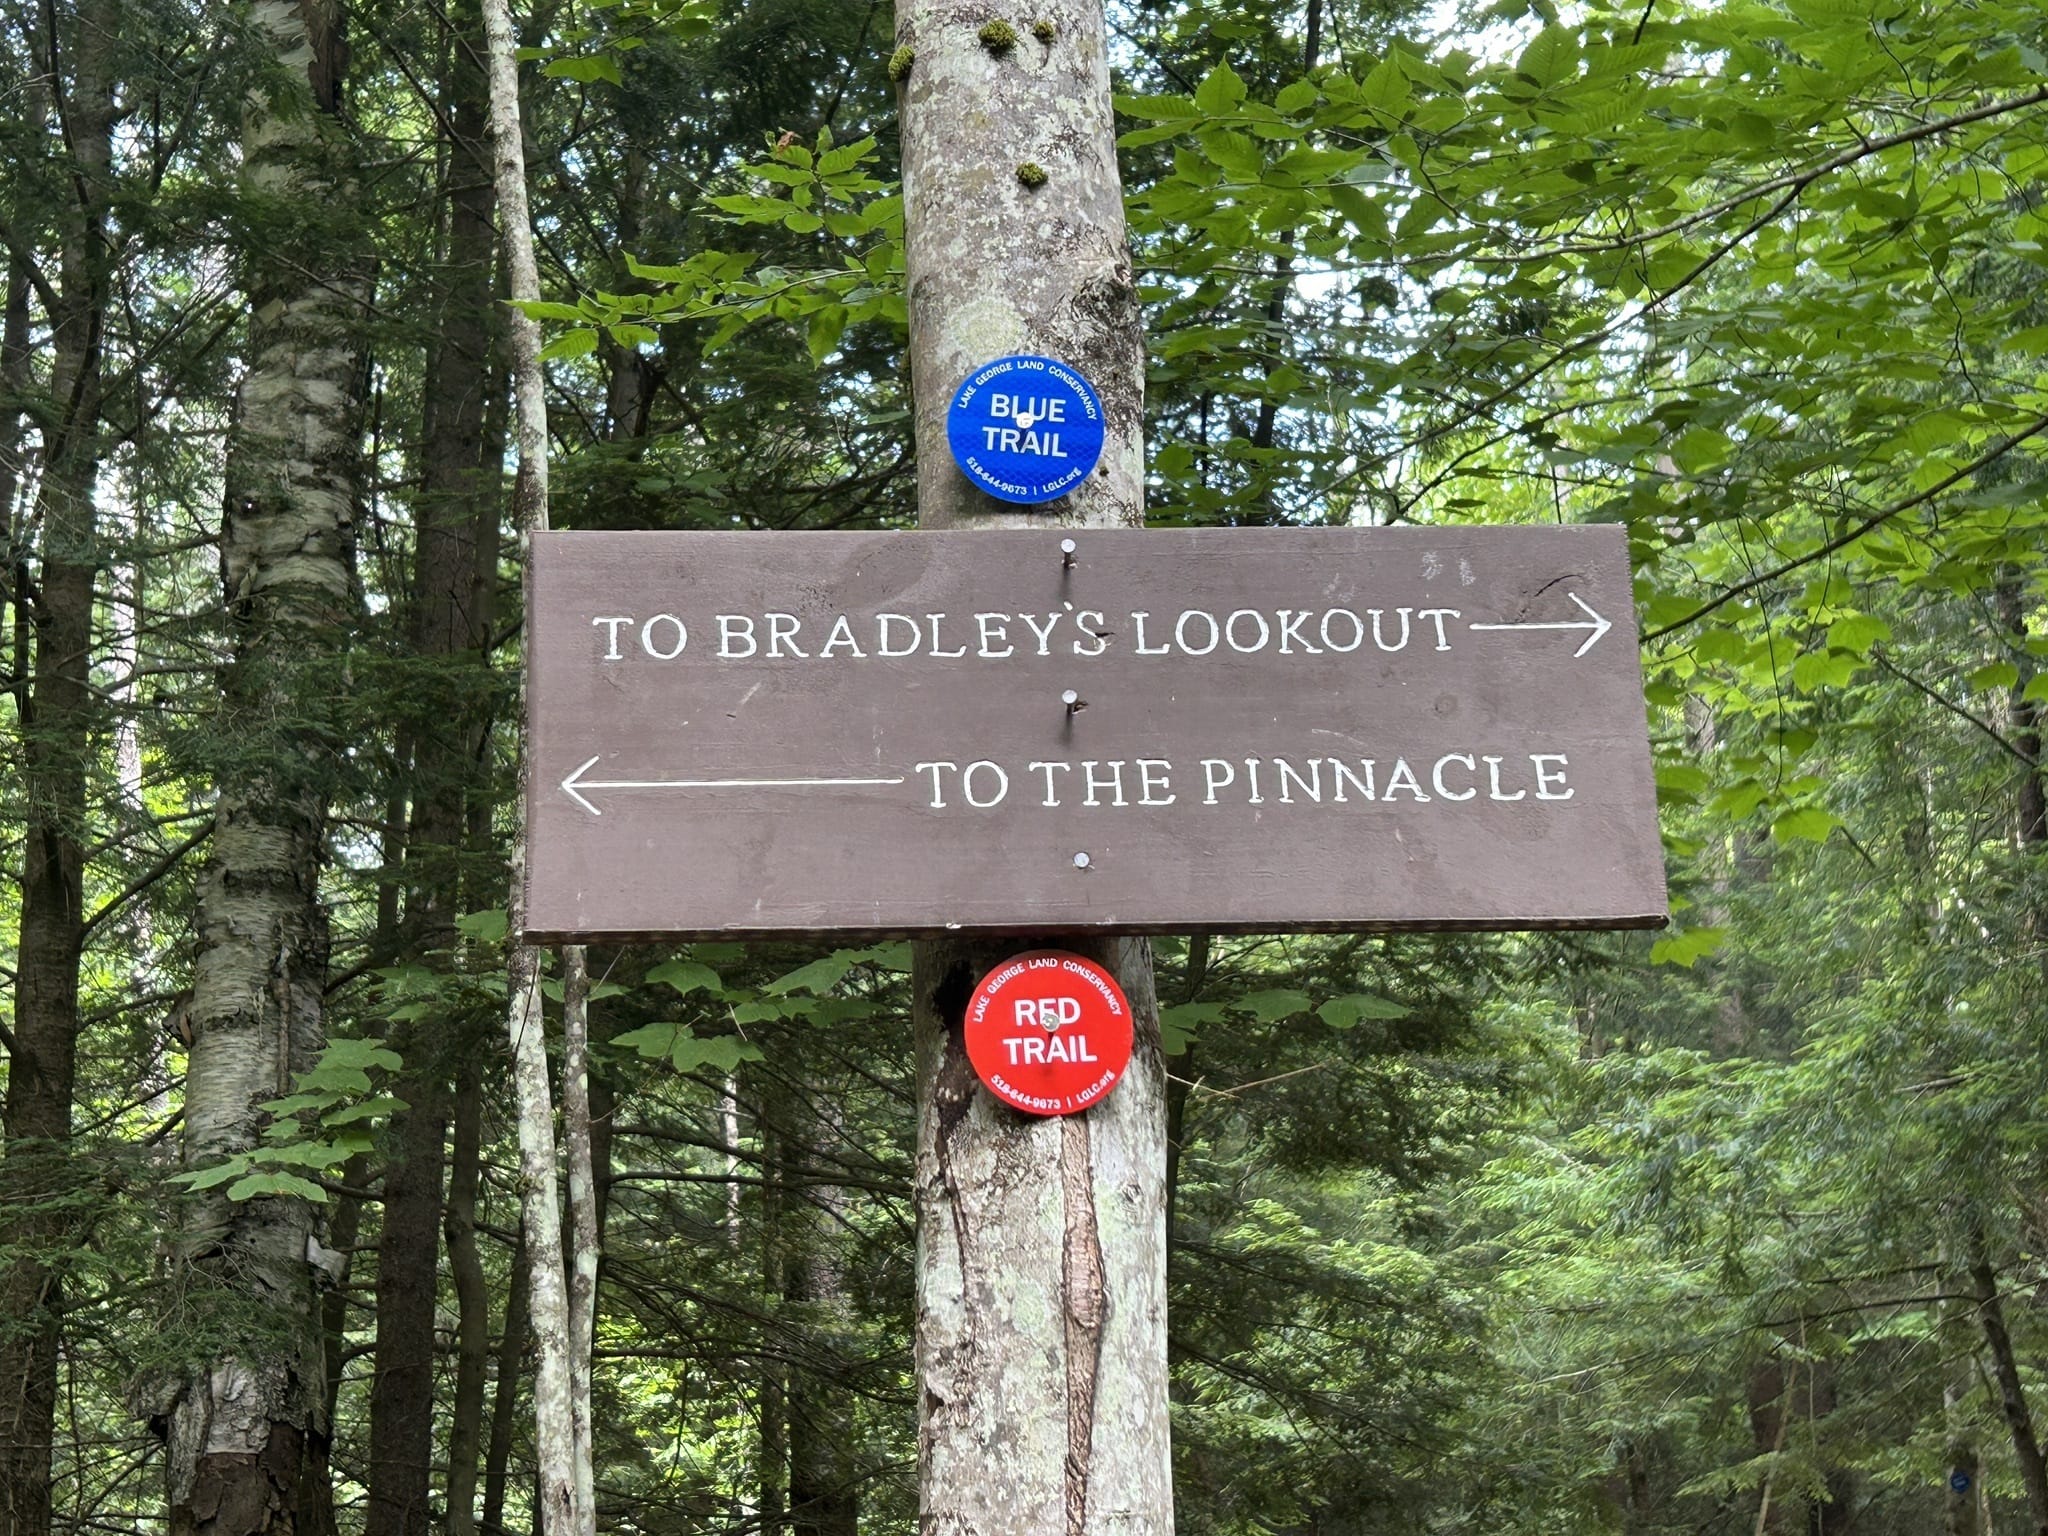 LAKE GEORGE LAND CONSERVANCY
BLUE
TRAIL
518-644-9673 | LGLC.org
TO BRADLEY'S LOOKOUT →
← TO THE PINNACLE
LAKE GEORGE LAND CONSERVANCY
RED
TRAIL
518-644-9673 | LGLC.org